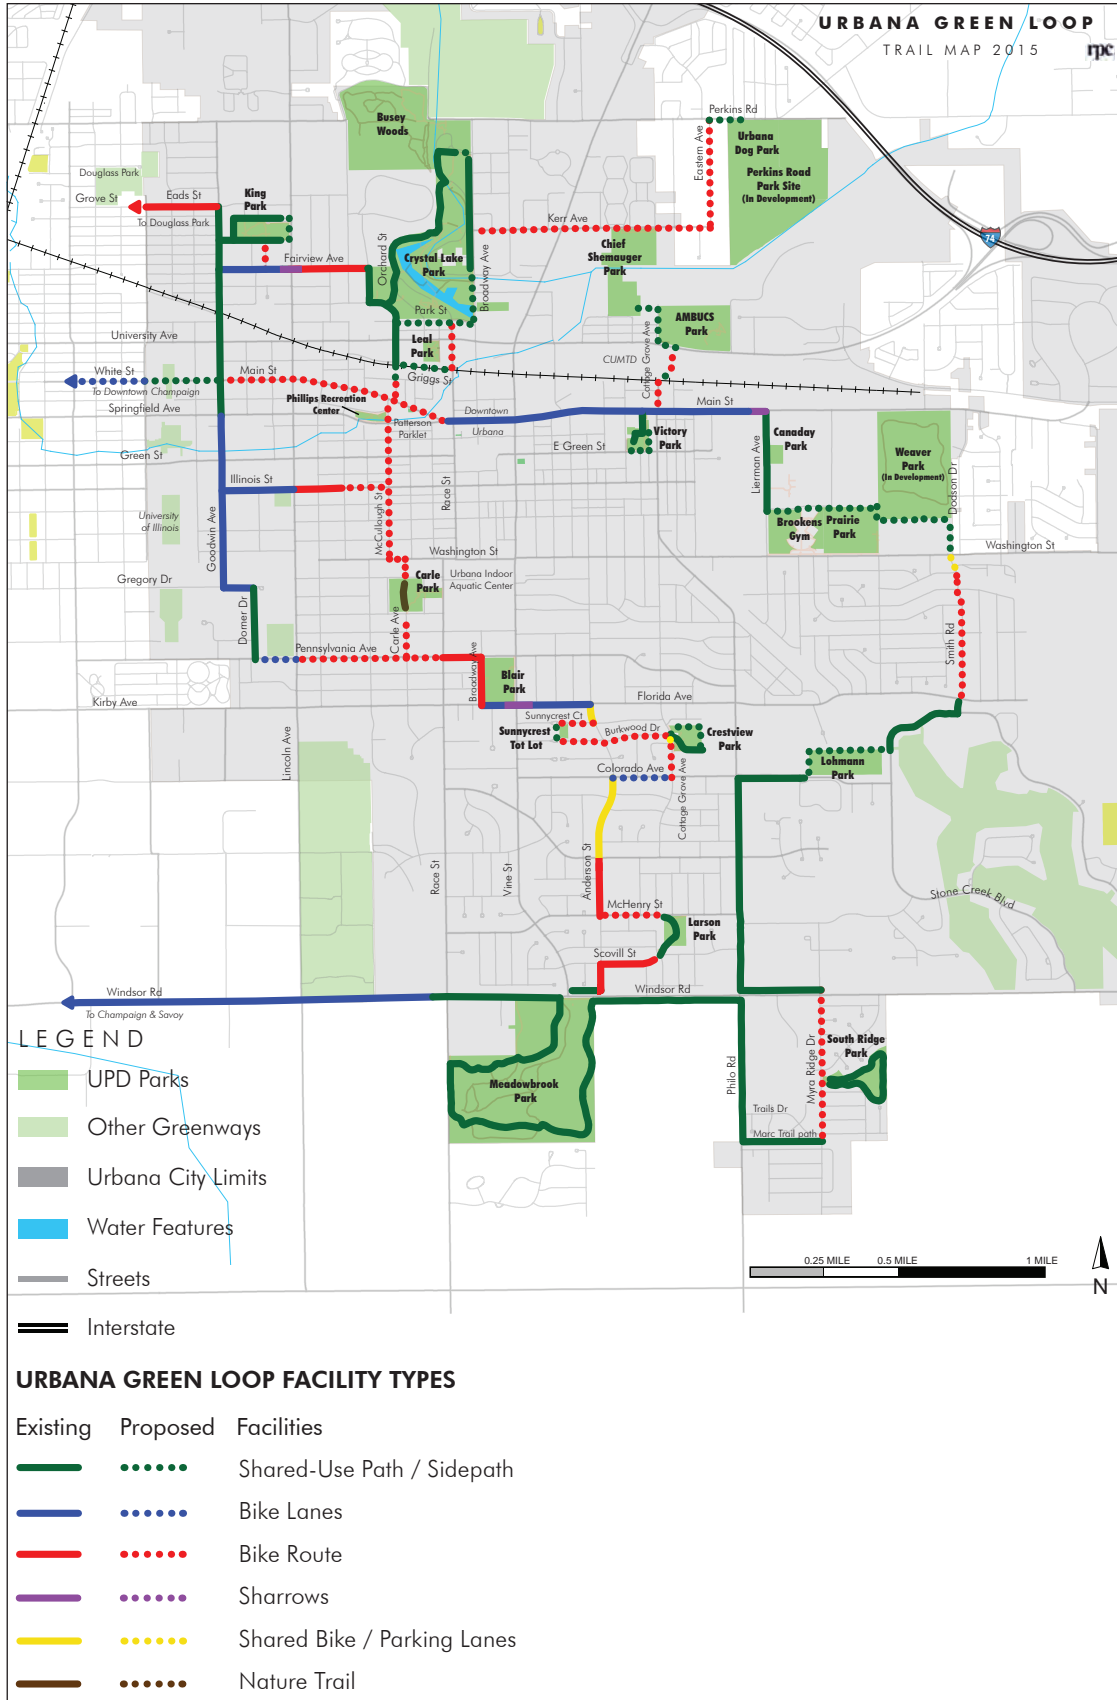 URBANA GREEN LOOP
TRAIL MAP 2015
rpc
Busey
Woods
Perkins Rd
Eastern Ave
Urbana
Dog Park
Perkins Road
Park Site
(In Development)
Douglass Park
Grove St
Eads St
To Douglass Park
King
Park
Kerr Ave
74
Chief
Shemauger
Park
Orchard St
Crystal Lake
Park
Broadway Ave
Fairview Ave
Park St
AMBUCS
Park
University Ave
Leal
Park
CUMTD
Cottage Grove Ave
White St
Main St
Griggs St
To Downtown Champaign
Springfield Ave
Phillips Recreation
Center
Patterson
Parklet
Downtown
Urbana
Main St
Victory
Park
E Green St
Canaday
Park
Lierman Ave
Weaver
Park
(In Development)
Dodson Dr
Green St
Illinois St
McCullough St
Race St
University
of Illinois
Goodwin Ave
Brookens
Gym
Prairie
Park
Washington St
Washington St
Gregory Dr
Carle
Park
Urbana Indoor
Aquatic Center
Dorner Dr
Carle Ave
Smith Rd
Pennsylvania Ave
Broadway Ave
Blair
Park
Kirby Ave
Florida Ave
Sunnycrest Ct
Sunnycrest
Tot Lot
Burkwood Dr
Crestview
Park
Lincoln Ave
Colorado Ave
Cottage Grove Ave
Lohmann
Park
Race St
Vine St
Anderson St
Stone Creek Blvd
McHenry St
Larson
Park
Scovill St
Windsor Rd
Windsor Rd
To Champaign & Savoy
LEGEND
South Ridge
Park
Myra Ridge Dr
Philo Rd
Meadowbrook
Park
Trails Dr
Marc Trail path
UPD Parks
Other Greenways
Urbana City Limits
Water Features
Streets
Interstate
0.25 MILE
0.5 MILE
1 MILE
N
URBANA GREEN LOOP FACILITY TYPES
Existing Proposed Facilities
Shared-Use Path / Sidepath
Bike Lanes
Bike Route
Sharrows
Shared Bike / Parking Lanes
Nature Trail